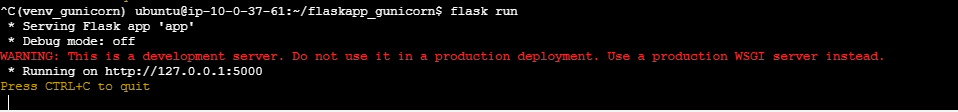 ^C(venv_gunicorn) ubuntu@ip-10-0-37-61:~/flaskapp_gunicorn$ flask run
 * Serving Flask app 'app'
 * Debug mode: off
WARNING: This is a development server. Do not use it in a production deployment. Use a production WSGI server instead.
 * Running on http://127.0.0.1:5000
Press CTRL+C to quit